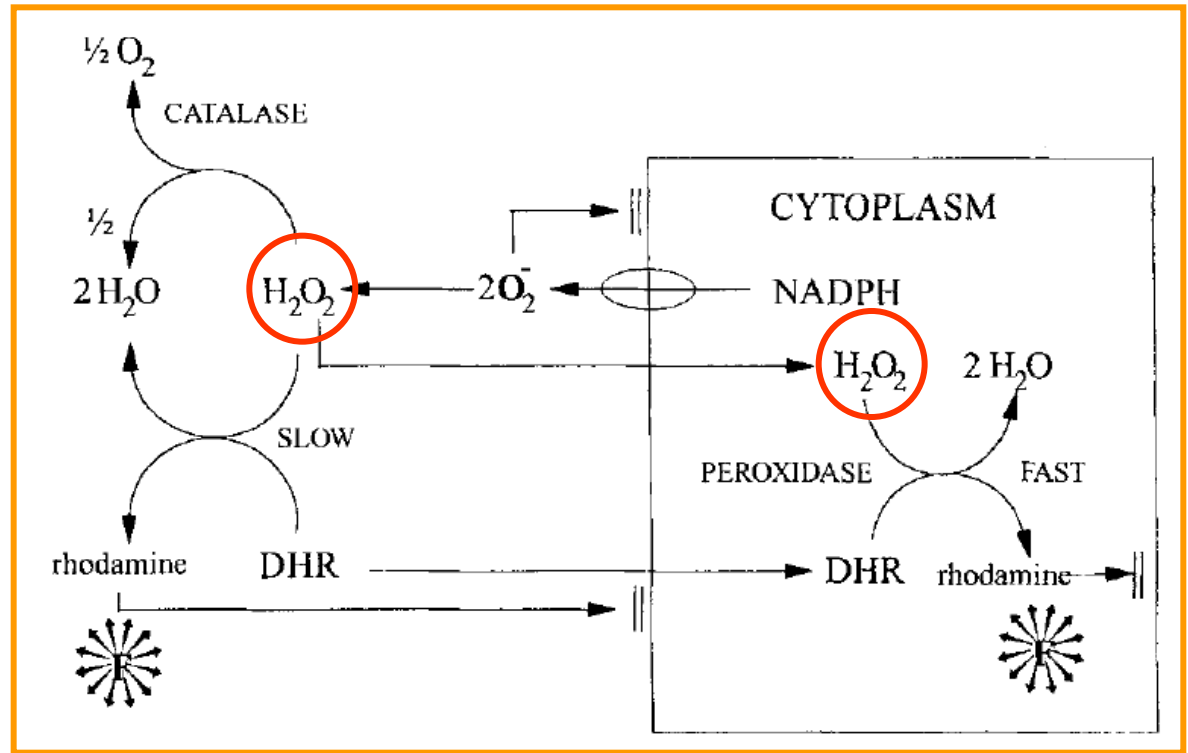 ½ O₂
CATALASE
CYTOPLASM
½
2 H₂O
H₂O₂
2O₂⁻
NADPH
H₂O₂
2 H₂O
SLOW
PEROXIDASE
FAST
rhodamine
DHR
DHR
rhodamine
F
F